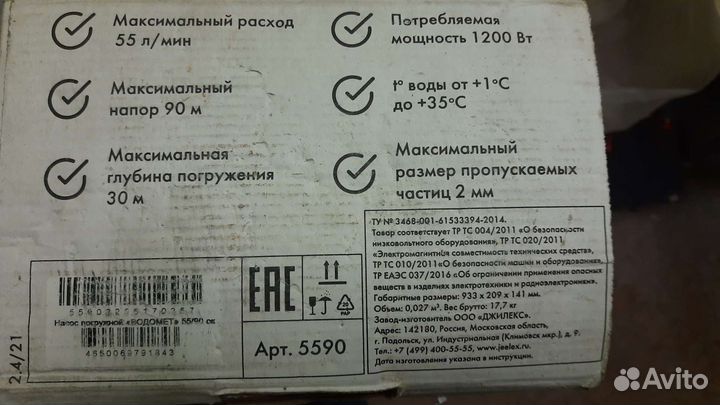 Максимальный расход
55 л/мин
Потребляемая
мощность 1200 Вт
Максимальный
напор 90 м
t° воды от +1°С
до +35°С
Максимальная
глубина погружения
30 м
Максимальный
размер пропускаемых
частиц 2 мм
ТУ № 3468-001-61533394-2014.
Товар соответствует ТР ТС 004/2011 «О безопасности
низковольтного оборудования», ТР ТС 020/2011
«Электромагнитная совместимость технических средств»,
ТР ТС 010/2011 «О безопасности машин и оборудования»,
ТР ЕАЭС 037/2016 «Об ограничении применения опасных
веществ в изделиях электротехники и радиоэлектроники».
Габаритные размеры: 933 х 209 х 141 мм.
Объем: 0,027 м³. Вес брутто: 17,7 кг.
Завод-изготовитель ООО «ДЖИЛЕКС».
Адрес: 142180, Россия, Московская область,
г. Подольск, ул. Индустриальная (Климовск мкр.), д. 9.
Тел.: +7 (499) 400-55-55, www.jeelex.ru
Дата изготовления указана в инструкции.
Насос погружной «ВОДОМЕТ» 55/90 ск
4650069791843
EAC
20
PAP
Арт. 5590
2.4/21
Avito